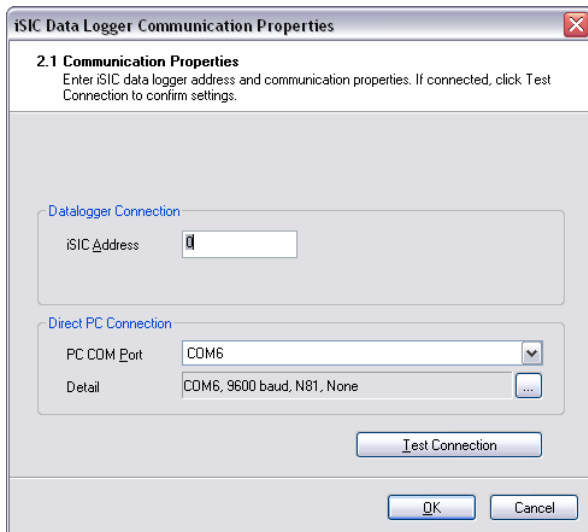 iSIC Data Logger Communication Properties
2.1 Communication Properties
Enter iSIC data logger address and communication properties. If connected, click Test
Connection to confirm settings.
Datalogger Connection
iSIC Address 0
Direct PC Connection
PC COM Port COM6
Detail COM6, 9600 baud, N81, None ...
Test Connection
OK Cancel